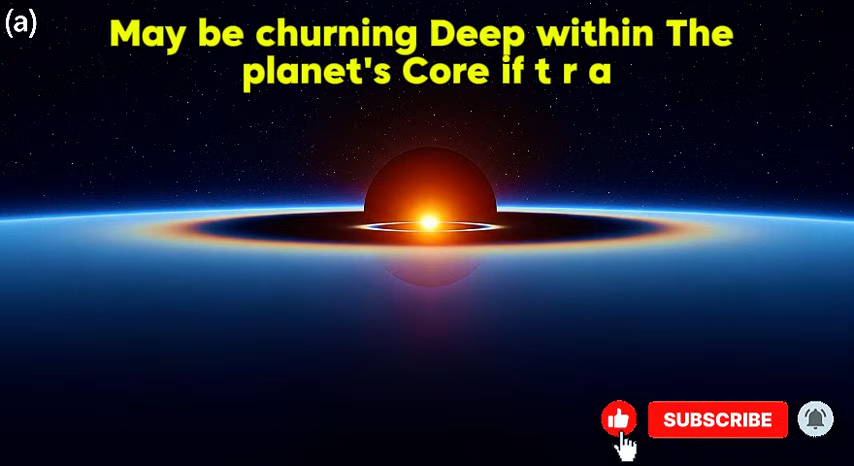 (a)
May be churning Deep within The
planet's Core if t r a
SUBSCRIBE